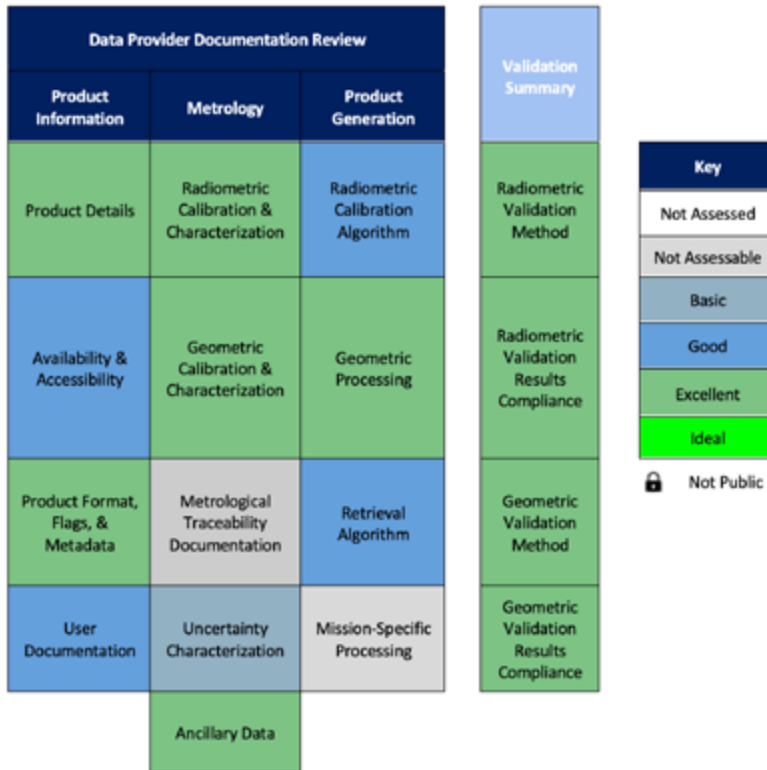 Data Provider Documentation Review
Product
Information
Metrology
Product
Generation
Product Details
Radiometric
Calibration &
Characterization
Radiometric
Calibration
Algorithm
Availability &
Accessibility
Geometric
Calibration &
Characterization
Geometric
Processing
Product Format,
Flags, &
Metadata
Metrological
Traceability
Documentation
Retrieval
Algorithm
User
Documentation
Uncertainty
Characterization
Mission-Specific
Processing
Ancillary Data
Validation
Summary
Radiometric
Validation
Method
Radiometric
Validation
Results
Compliance
Geometric
Validation
Method
Geometric
Validation
Results
Compliance
Key
Not Assessed
Not Assessable
Basic
Good
Excellent
Ideal
Not Public